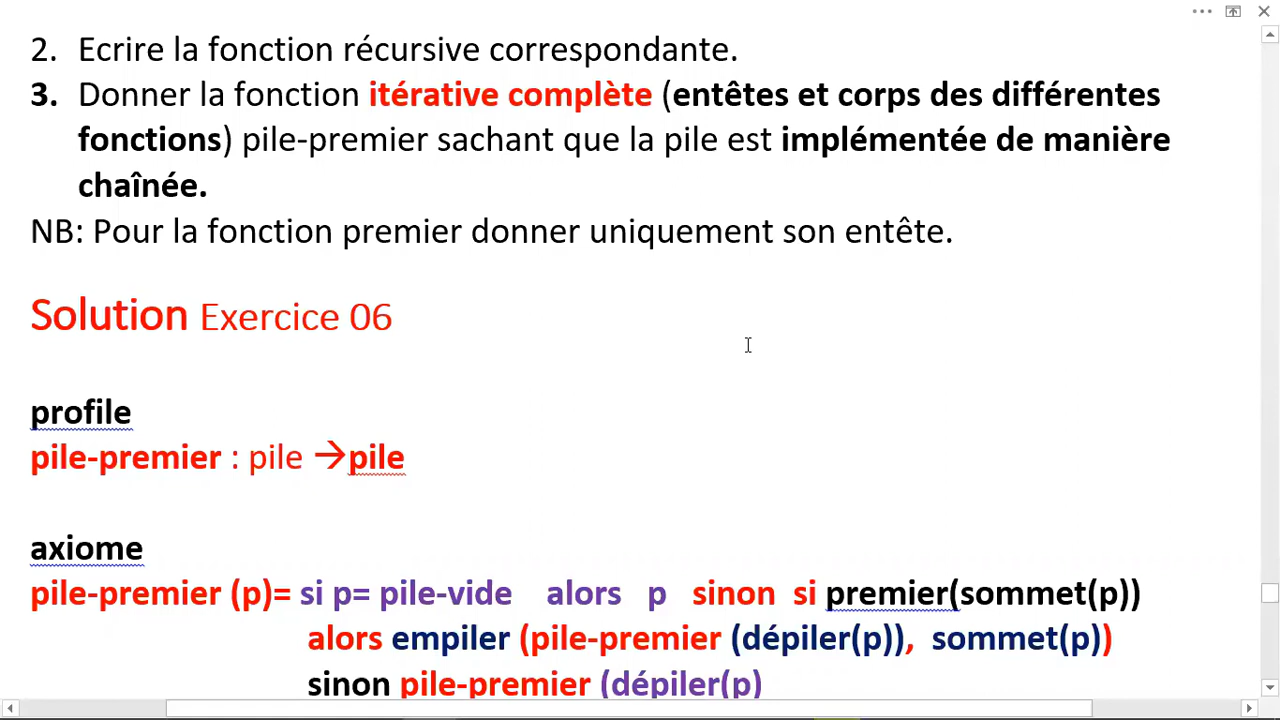 2. Ecrire la fonction récursive correspondante.
3. Donner la fonction itérative complète (entêtes et corps des différentes
fonctions) pile-premier sachant que la pile est implémentée de manière
chaînée.
NB: Pour la fonction premier donner uniquement son entête.
Solution Exercice 06
profile
pile-premier : pile →pile
axiome
pile-premier (p)= si p= pile-vide alors p sinon si premier(sommet(p))
alors empiler (pile-premier (dépiler(p)), sommet(p))
sinon pile-premier (dépiler(p)